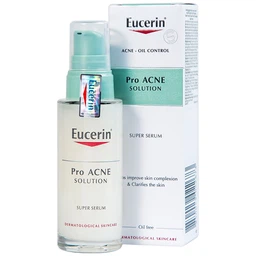 Eucerin
ACNE - OIL CONTROL
Pro ACNE
SOLUTION
SUPER SERUM
improve skin complexion
& Clarifies the skin
Oil free
DERMATOLOGICAL SKINCARE
Eucerin
Eucerin
Pro ACNE
SOLUTION
SUPER SERUM
DERMATOLOGICAL SKINCARE